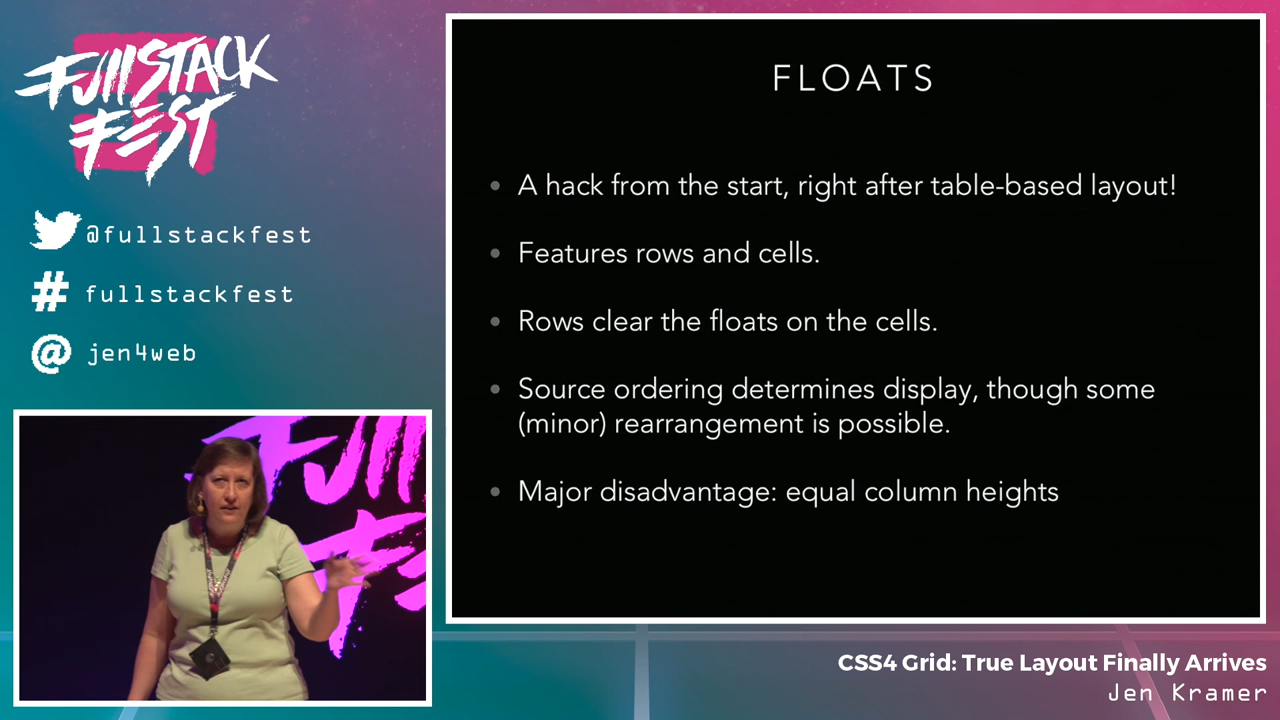 FullStack
Fest
@fullstackfest
# fullstackfest
@ jen4web
FLOATS
• A hack from the start, right after table-based layout!
• Features rows and cells.
• Rows clear the floats on the cells.
• Source ordering determines display, though some
(minor) rearrangement is possible.
• Major disadvantage: equal column heights
CSS4 Grid: True Layout Finally Arrives
Jen Kramer